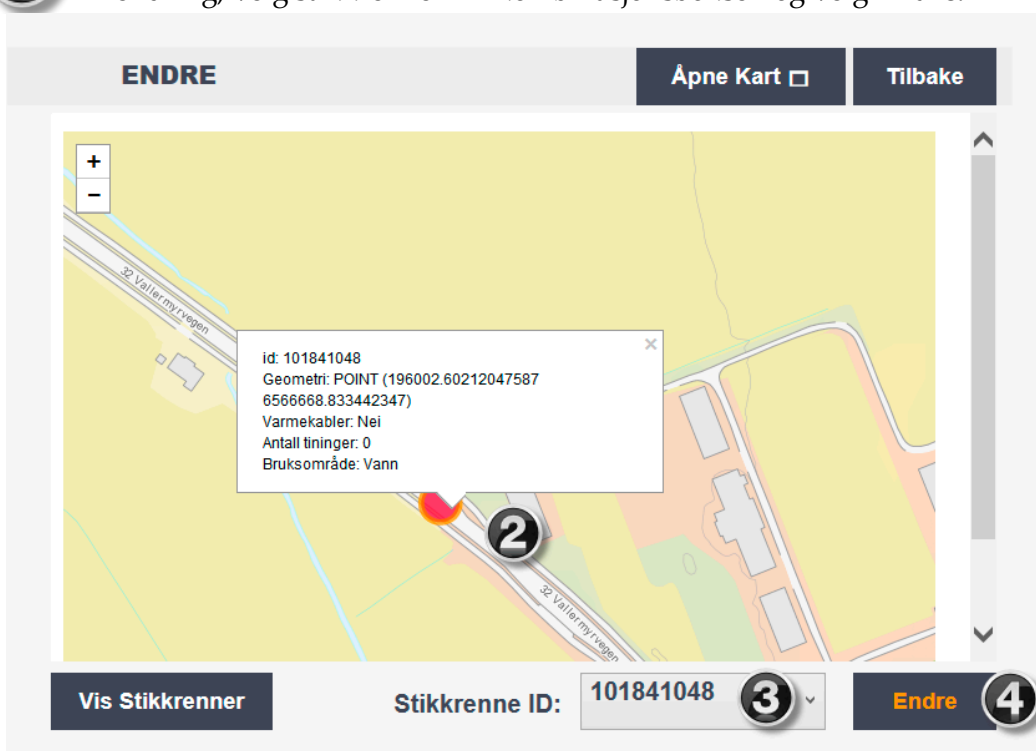 ENDRE
Åpne Kart
Tilbake
+
−
32 Vallermyrvegen
id: 101841048
×
Geometri: POINT (196002.60212047587
6566668.833442347)
Varmekabler: Nei
Antall tininger: 0
Bruksområde: Vann
2
32 Vallermyrvegen
Vis Stikkrenner
Stikkrenne ID:
101841048
3
Endre
4